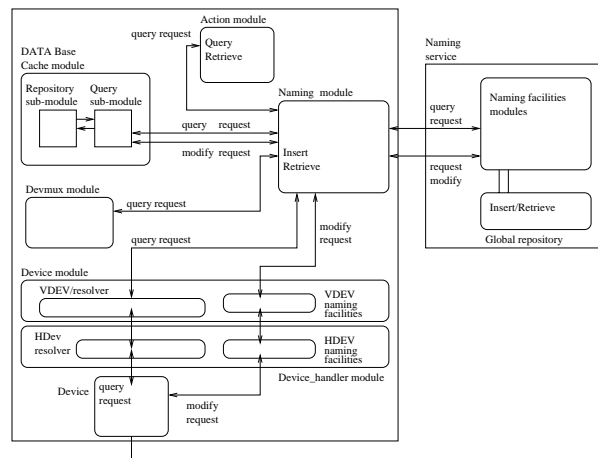 Action module
query request
Query
Retrieve
DATA Base
Cache module
Repository
sub-module
Query
sub-module
Naming module
query request
modify request
Insert
Retrieve
Naming
service
query
request
Naming facilities
modules
request
modify
Insert/Retrieve
Global repository
Devmux module
query request
query request
modify
request
Device module
VDEV/resolver
VDEV
naming
facilities
HDev
resolver
HDEV
naming
facilities
Device_handler module
Device
query
request
modify
request